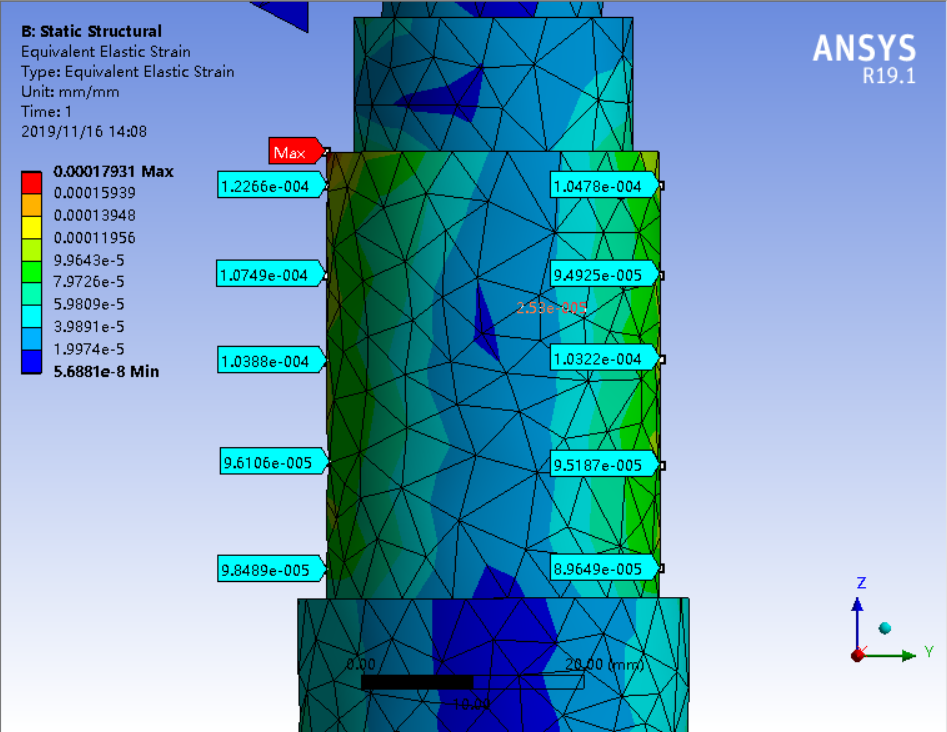 B: Static Structural
Equivalent Elastic Strain
Type: Equivalent Elastic Strain
Unit: mm/mm
Time: 1
2019/11/16 14:08
ANSYS
R19.1
0.00017931 Max
0.00015939
0.00013948
0.00011956
9.9643e-5
7.9726e-5
5.9809e-5
3.9891e-5
1.9974e-5
5.6881e-8 Min
Max
1.2266e-004
1.0478e-004
1.0749e-004
9.4925e-005
2.53e-005
1.0388e-004
1.0322e-004
9.6106e-005
9.5187e-005
9.8489e-005
8.9649e-005
0.00
20.00 (mm)
10.00
Z
Y